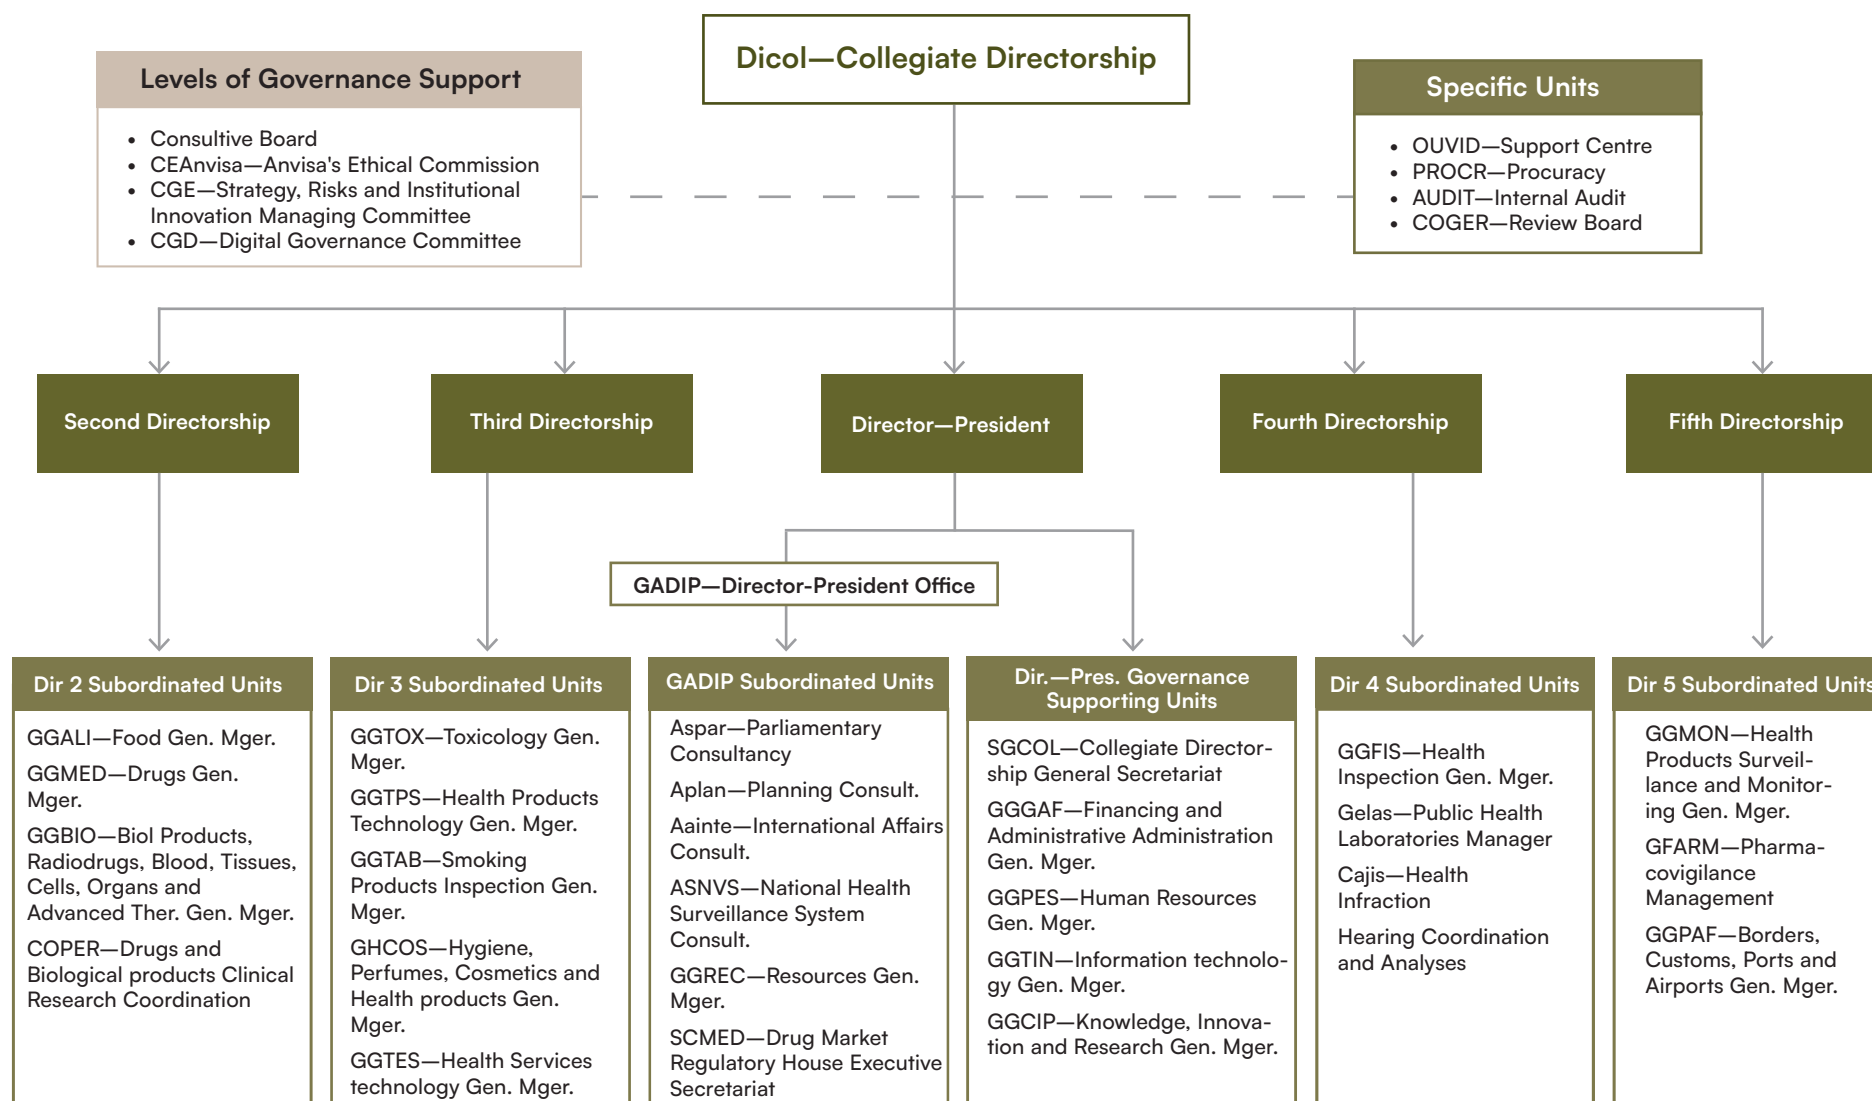 Dicol—Collegiate Directorship
Levels of Governance Support
• Consultive Board
• CEAnvisa—Anvisa's Ethical Commission
• CGE—Strategy, Risks and Institutional
Innovation Managing Committee
• CGD—Digital Governance Committee
Specific Units
• OUVID—Support Centre
• PROCR—Procuracy
• AUDIT—Internal Audit
• COGER—Review Board
Second Directorship
Third Directorship
Director—President
Fourth Directorship
Fifth Directorship
GADIP—Director-President Office
Dir 2 Subordinated Units
GGALI—Food Gen. Mger.
GGMED—Drugs Gen.
Mger.
GGBIO—Biol Products,
Radiodrugs, Blood, Tissues,
Cells, Organs and
Advanced Ther. Gen. Mger.
COPER—Drugs and
Biological products Clinical
Research Coordination
Dir 3 Subordinated Units
GGTOX—Toxicology Gen.
Mger.
GGTPS—Health Products
Technology Gen. Mger.
GGTAB—Smoking
Products Inspection Gen.
Mger.
GHCOS—Hygiene,
Perfumes, Cosmetics and
Health products Gen.
Mger.
GGTES—Health Services
technology Gen. Mger.
GADIP Subordinated Units
Aspar—Parliamentary
Consultancy
Aplan—Planning Consult.
Aainte—International Affairs
Consult.
ASNVS—National Health
Surveillance System
Consult.
GGREC—Resources Gen.
Mger.
SCMED—Drug Market
Regulatory House Executive
Secretariat
Dir.—Pres. Governance
Supporting Units
SGCOL—Collegiate Director-
ship General Secretariat
GGGAF—Financing and
Administrative Administration
Gen. Mger.
GGPES—Human Resources
Gen. Mger.
GGTIN—Information technolo-
gy Gen. Mger.
GGCIP—Knowledge, Innova-
tion and Research Gen. Mger.
Dir 4 Subordinated Units
GGFIS—Health
Inspection Gen. Mger.
Gelas—Public Health
Laboratories Manager
Cajis—Health
Infraction
Hearing Coordination
and Analyses
Dir 5 Subordinated Units
GGMON—Health
Products Surveil-
lance and Monitor-
ing Gen. Mger.
GFARM—Pharma-
covigilance
Management
GGPAF—Borders,
Customs, Ports and
Airports Gen. Mger.